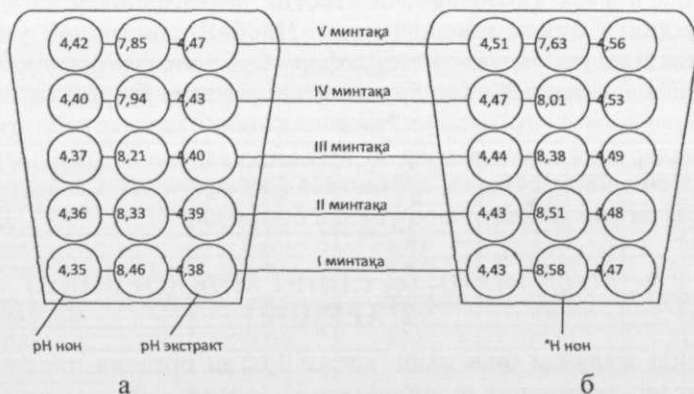 4,42 7,85 4,47 V минтақа 4,51 7,63 4,56
4,40 7,94 4,43 IV минтақа 4,47 8,01 4,53
4,37 8,21 4,40 III минтақа 4,44 8,38 4,49
4,36 8,33 4,39 II минтақа 4,43 8,51 4,48
4,35 8,46 4,38 I минтақа 4,43 8,58 4,47
рН нон рН экстракт °Н нон
а б